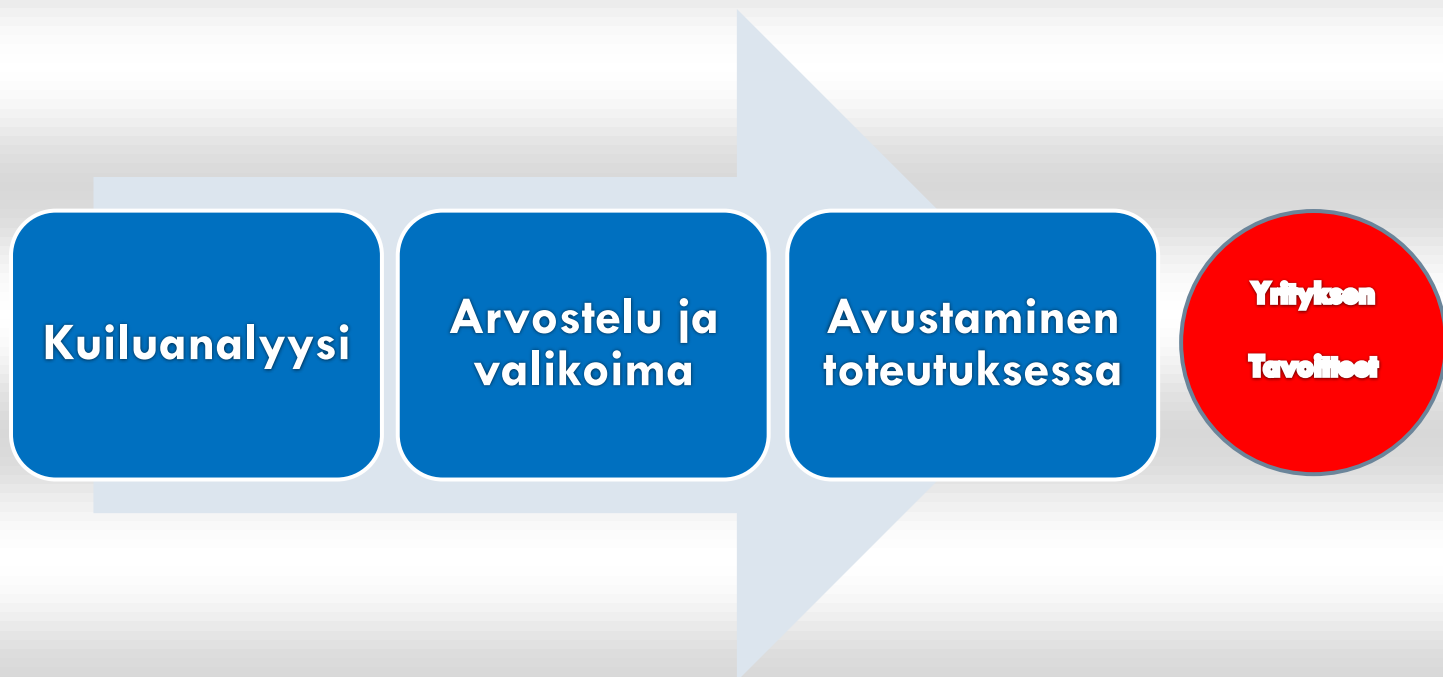 Kuiluanalyysi
Arvostelu ja
valikoima
Avustaminen
toteutuksessa
Yrityksen
Tavoitteet